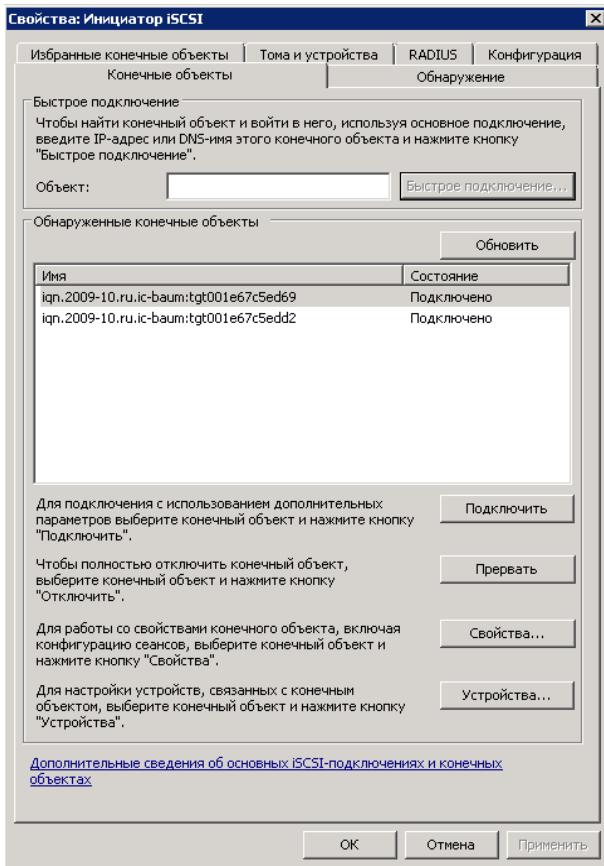 Свойства: Инициатор iSCSI
Избранные конечные объекты Тома и устройства RADIUS Конфигурация
Конечные объекты Обнаружение
Быстрое подключение
Чтобы найти конечный объект и войти в него, используя основное подключение,
введите IP-адрес или DNS-имя этого конечного объекта и нажмите кнопку
"Быстрое подключение".
Объект: Быстрое подключение...
Обнаруженные конечные объекты
Обновить
Имя Состояние
iqn.2009-10.ru.ic-baum:tgt001e67c5ed69 Подключено
iqn.2009-10.ru.ic-baum:tgt001e67c5edd2 Подключено
Для подключения с использованием дополнительных
параметров выберите конечный объект и нажмите кнопку
"Подключить".
Подключить
Чтобы полностью отключить конечный объект,
выберите конечный объект и нажмите кнопку
"Отключить".
Прервать
Для работы со свойствами конечного объекта, включая
конфигурацию сеансов, выберите конечный объект и
нажмите кнопку "Свойства".
Свойства...
Для настройки устройств, связанных с конечным
объектом, выберите конечный объект и нажмите кнопку
"Устройства".
Устройства...
Дополнительные сведения об основных iSCSI-подключениях и конечных
объектах
ОК Отмена Применить